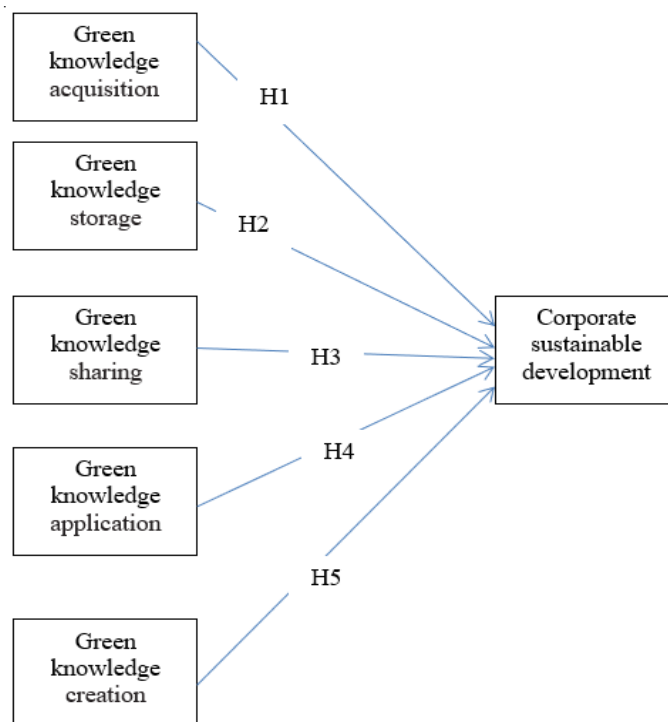 Green
knowledge
acquisition
H1
Green
knowledge
storage
H2
Green
knowledge
sharing
H3
Corporate
sustainable
development
Green
knowledge
application
H4
Green
knowledge
creation
H5